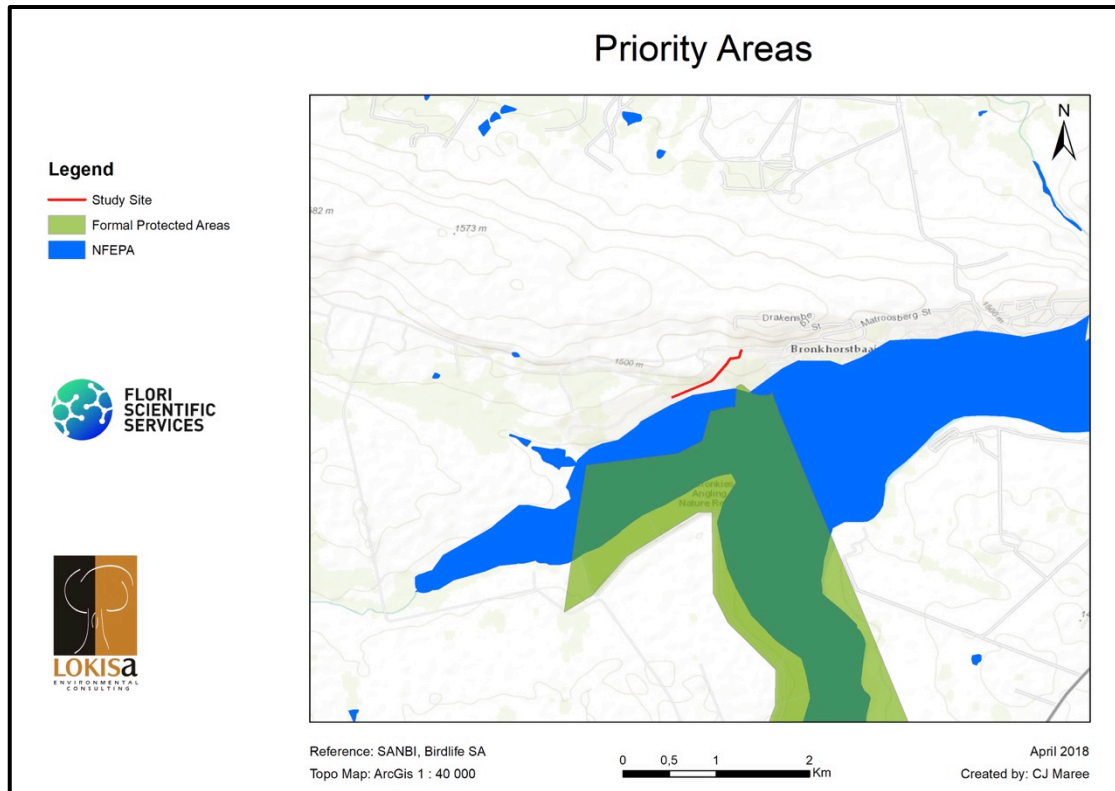 Priority Areas
N
Legend
Study Site
Formal Protected Areas
NFEPA
FLORI
SCIENTIFIC
SERVICES
LOKISa
ENVIRONMENTAL
CONSULTING
1573 m
Matroosberg St
Bronkhorstbaai
1500 m
1500 m
Angling
Reference: SANBI, Birdlife SA
Topo Map: ArcGis 1 : 40 000
0 0,5 1 2
Km
April 2018
Created by: CJ Maree